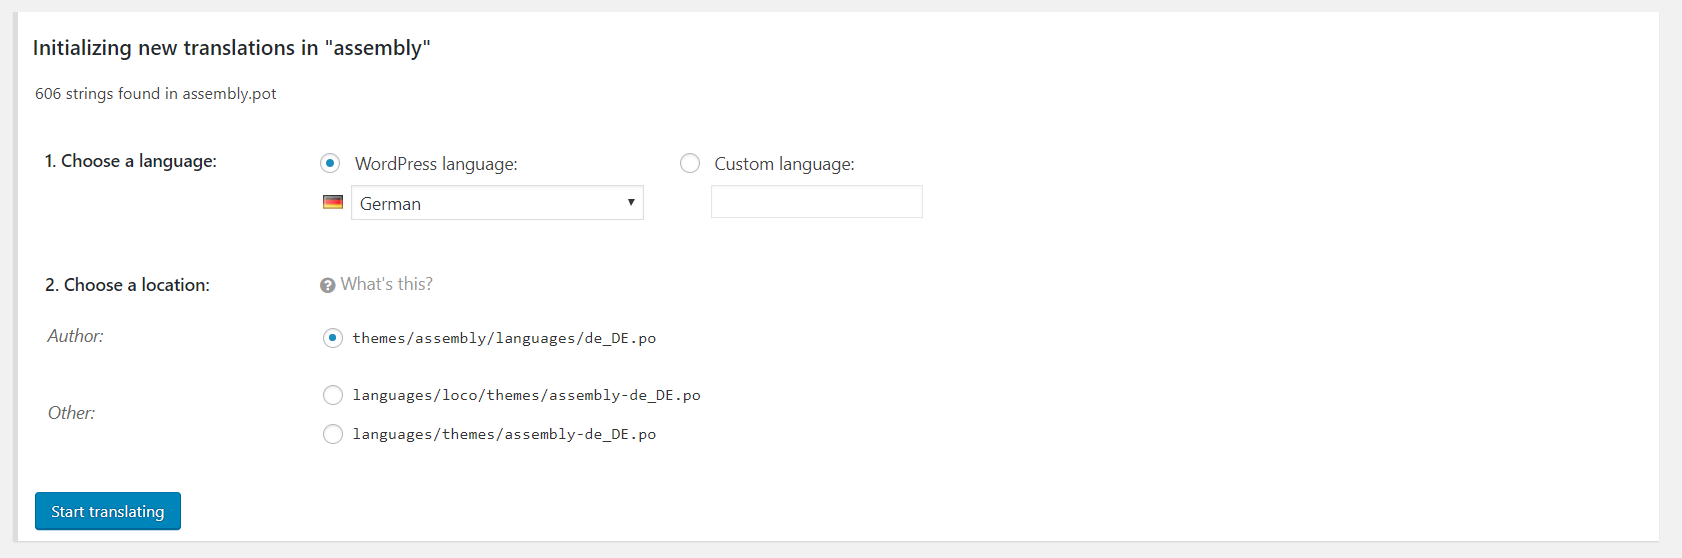 Initializing new translations in "assembly"
606 strings found in assembly.pot
1. Choose a language:
WordPress language:
Custom language:
German
2. Choose a location:
What's this?
Author:
themes/assembly/languages/de_DE.po
Other:
languages/loco/themes/assembly-de_DE.po
languages/themes/assembly-de_DE.po
Start translating